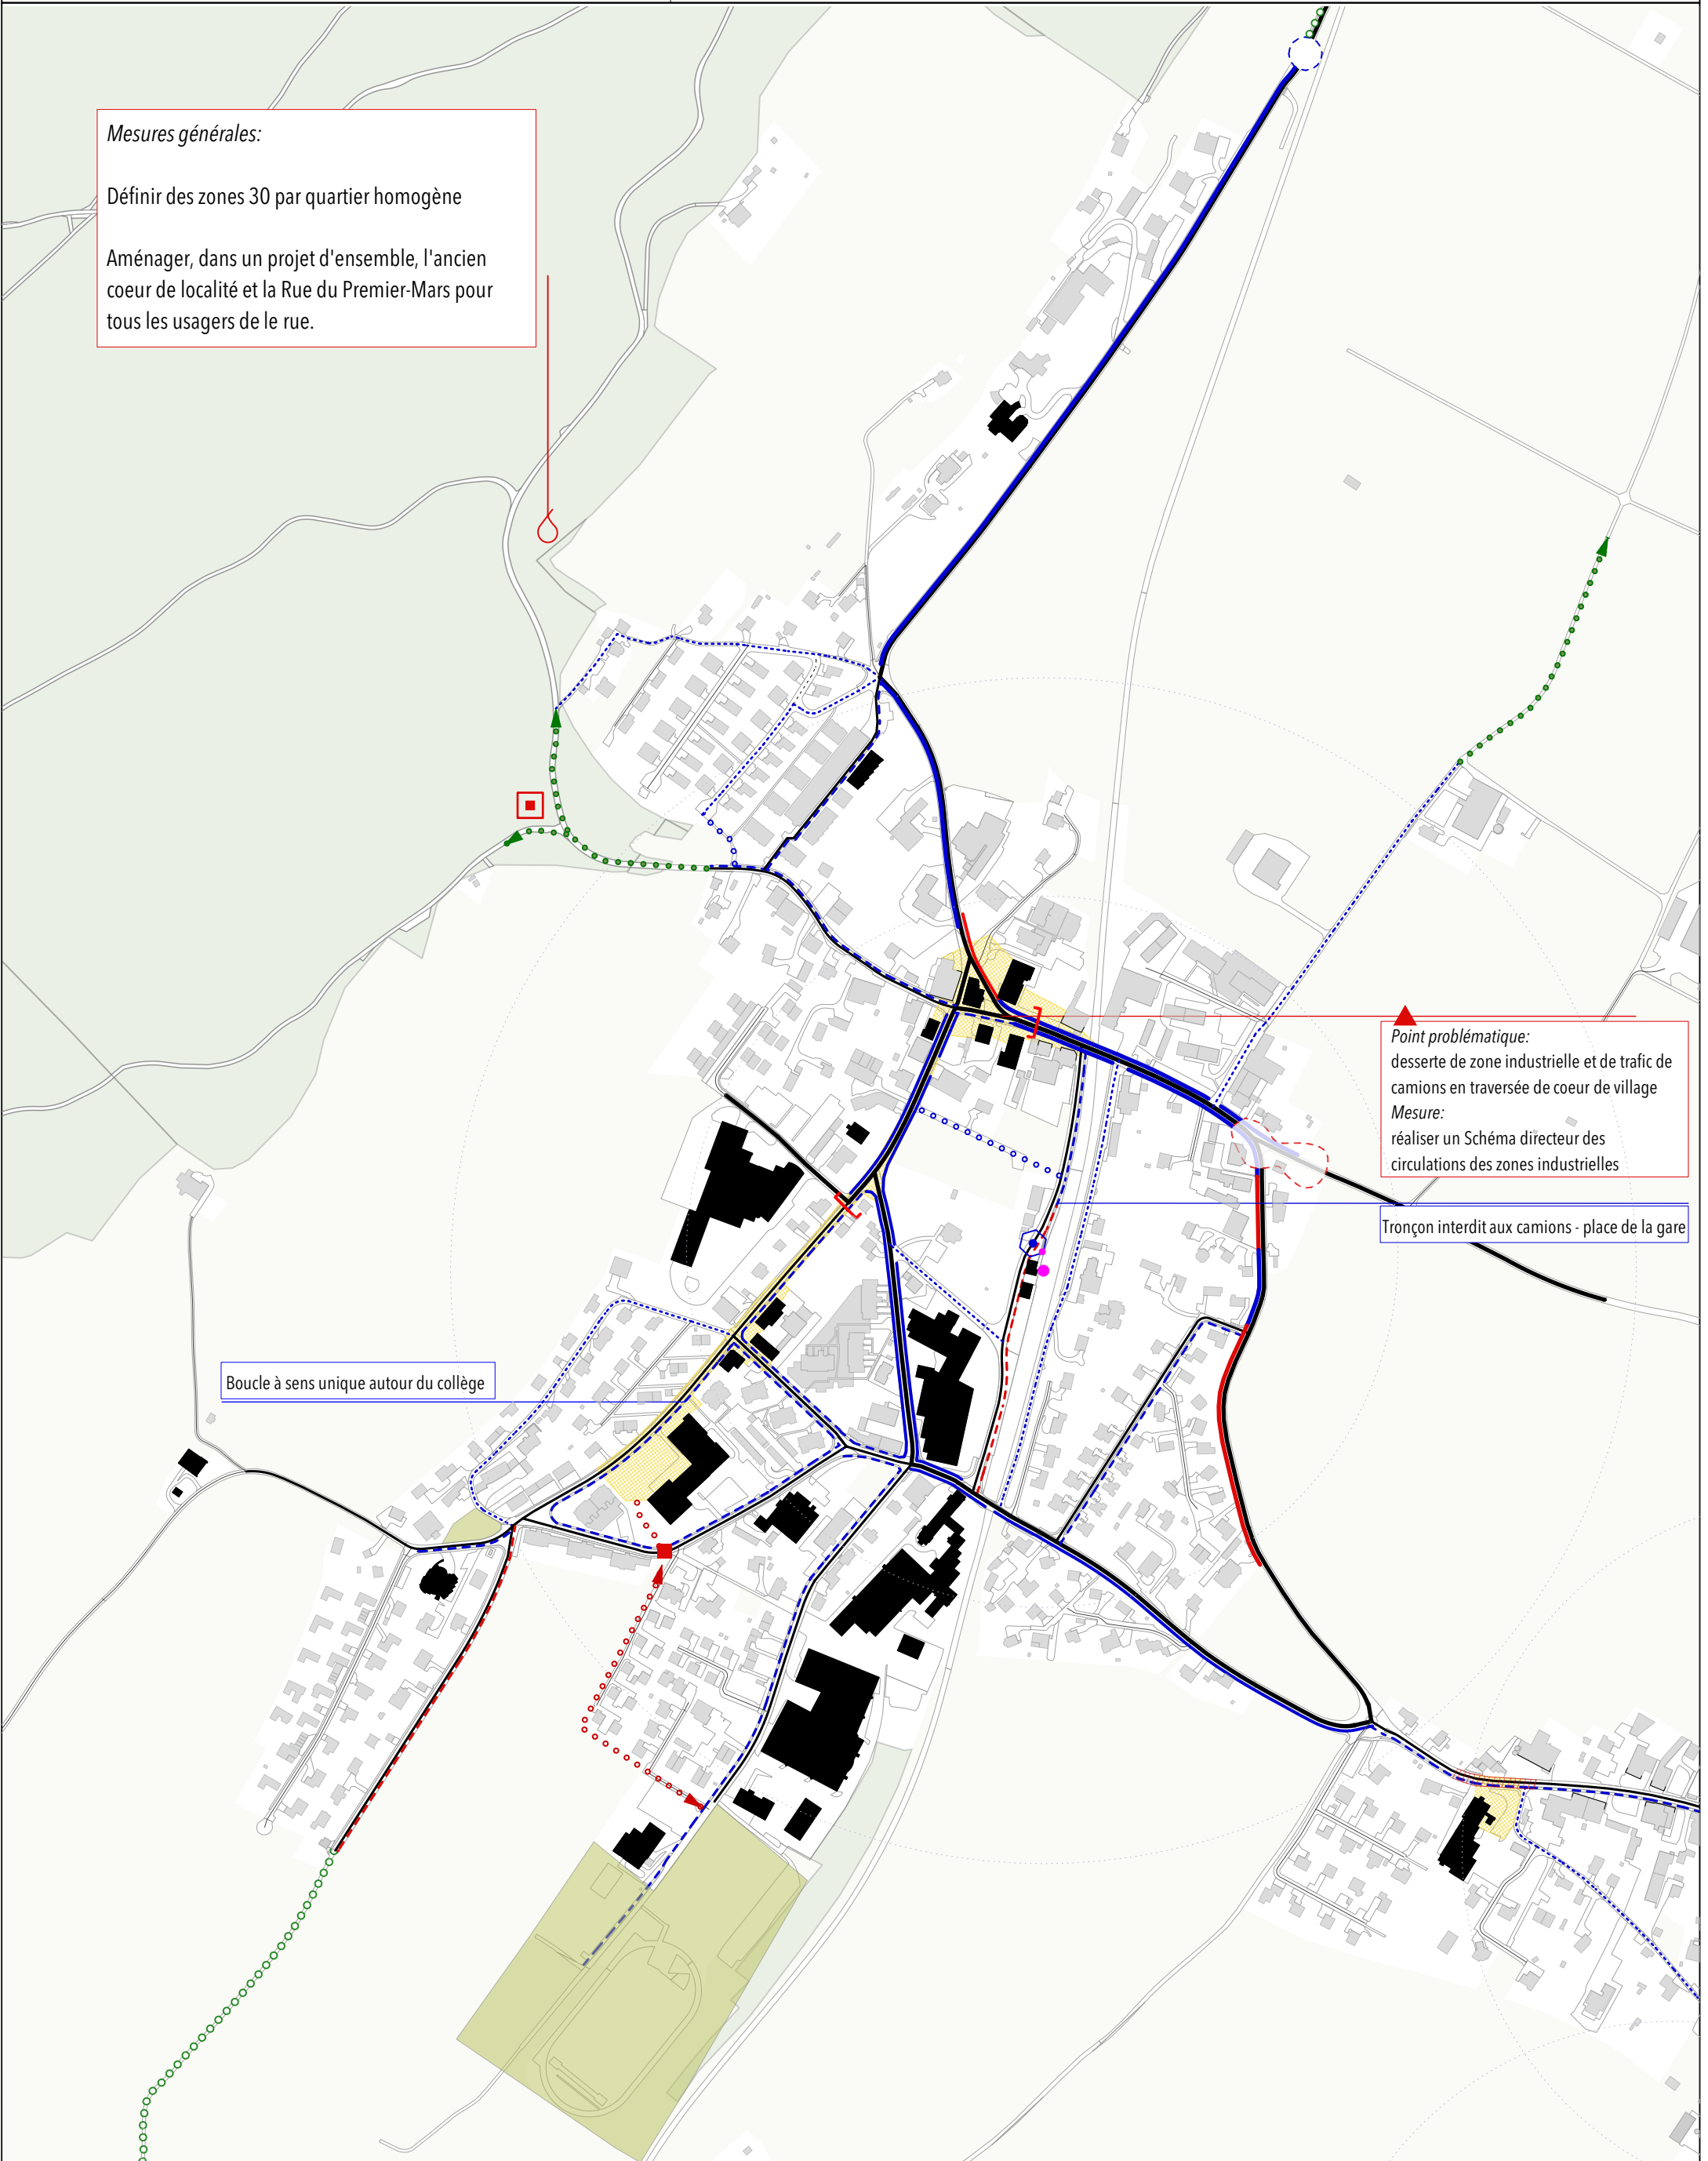 Mesures générales:
Définir des zones 30 par quartier homogène
Aménager, dans un projet d'ensemble, l'ancien
coeur de localité et la Rue du Premier-Mars pour
tous les usagers de le rue.
Point problématique:
desserte de zone industrielle et de trafic de
camions en traversée de coeur de village
Mesure:
réaliser un Schéma directeur des
circulations des zones industrielles
Tronçon interdit aux camions - place de la gare
Boucle à sens unique autour du collège